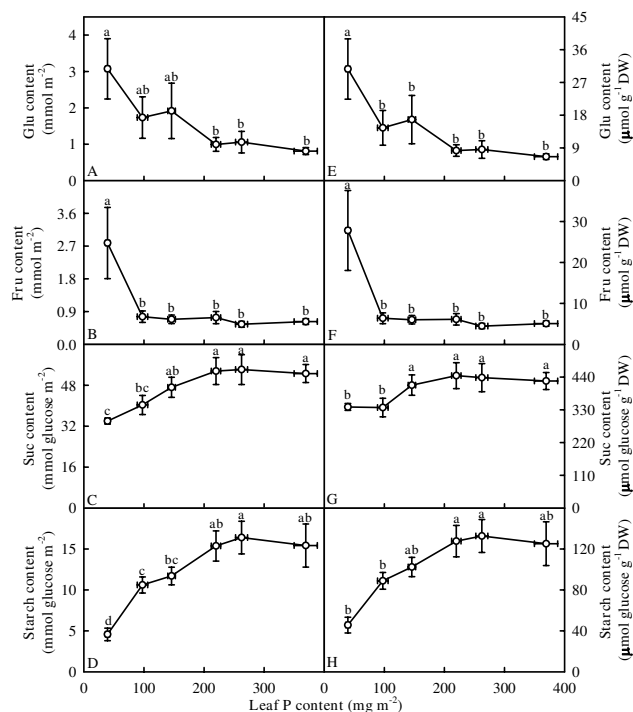 Glu content
(mmol m⁻²)
4
3
2
1
0
a
ab
ab
b
b
b
A
a
b
b
b
b
b
E
45
36
27
18
9
0
Glu content
(µmol g⁻¹ DW)
Fru content
(mmol m⁻²)
3.6
2.7
1.8
0.9
0.0
a
b
b
b
b
b
B
a
b
b
b
b
b
F
30
20
10
0
Fru content
(µmol g⁻¹ DW)
Suc content
(mmol glucose m⁻²)
48
32
16
0
c
bc
ab
a
a
a
C
b
b
a
a
a
a
G
440
330
220
110
0
Suc content
(µmol glucose g⁻¹ DW)
Starch content
(mmol glucose m⁻²)
15
10
5
0
d
c
bc
ab
a
ab
D
b
b
ab
a
a
ab
H
120
80
40
0
Starch content
(µmol glucose g⁻¹ DW)
0 100 200 300 0 100 200 300 400
Leaf P content (mg m⁻²)